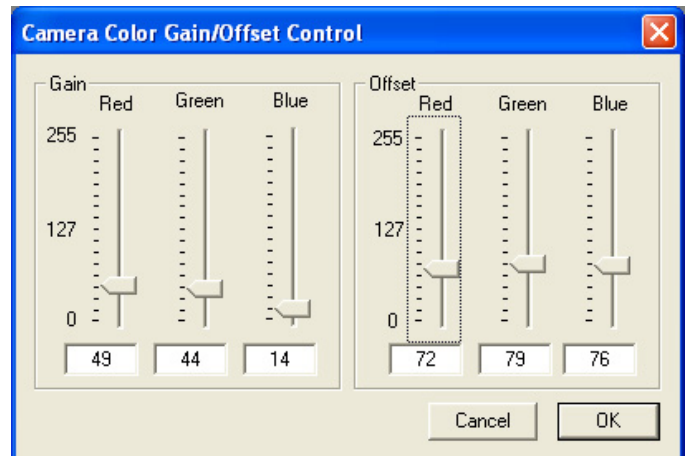 Camera Color Gain/Offset Control
Gain
Red Green Blue
255
127
0
49 44 14
Offset
Red Green Blue
255
127
0
72 79 76
Cancel OK